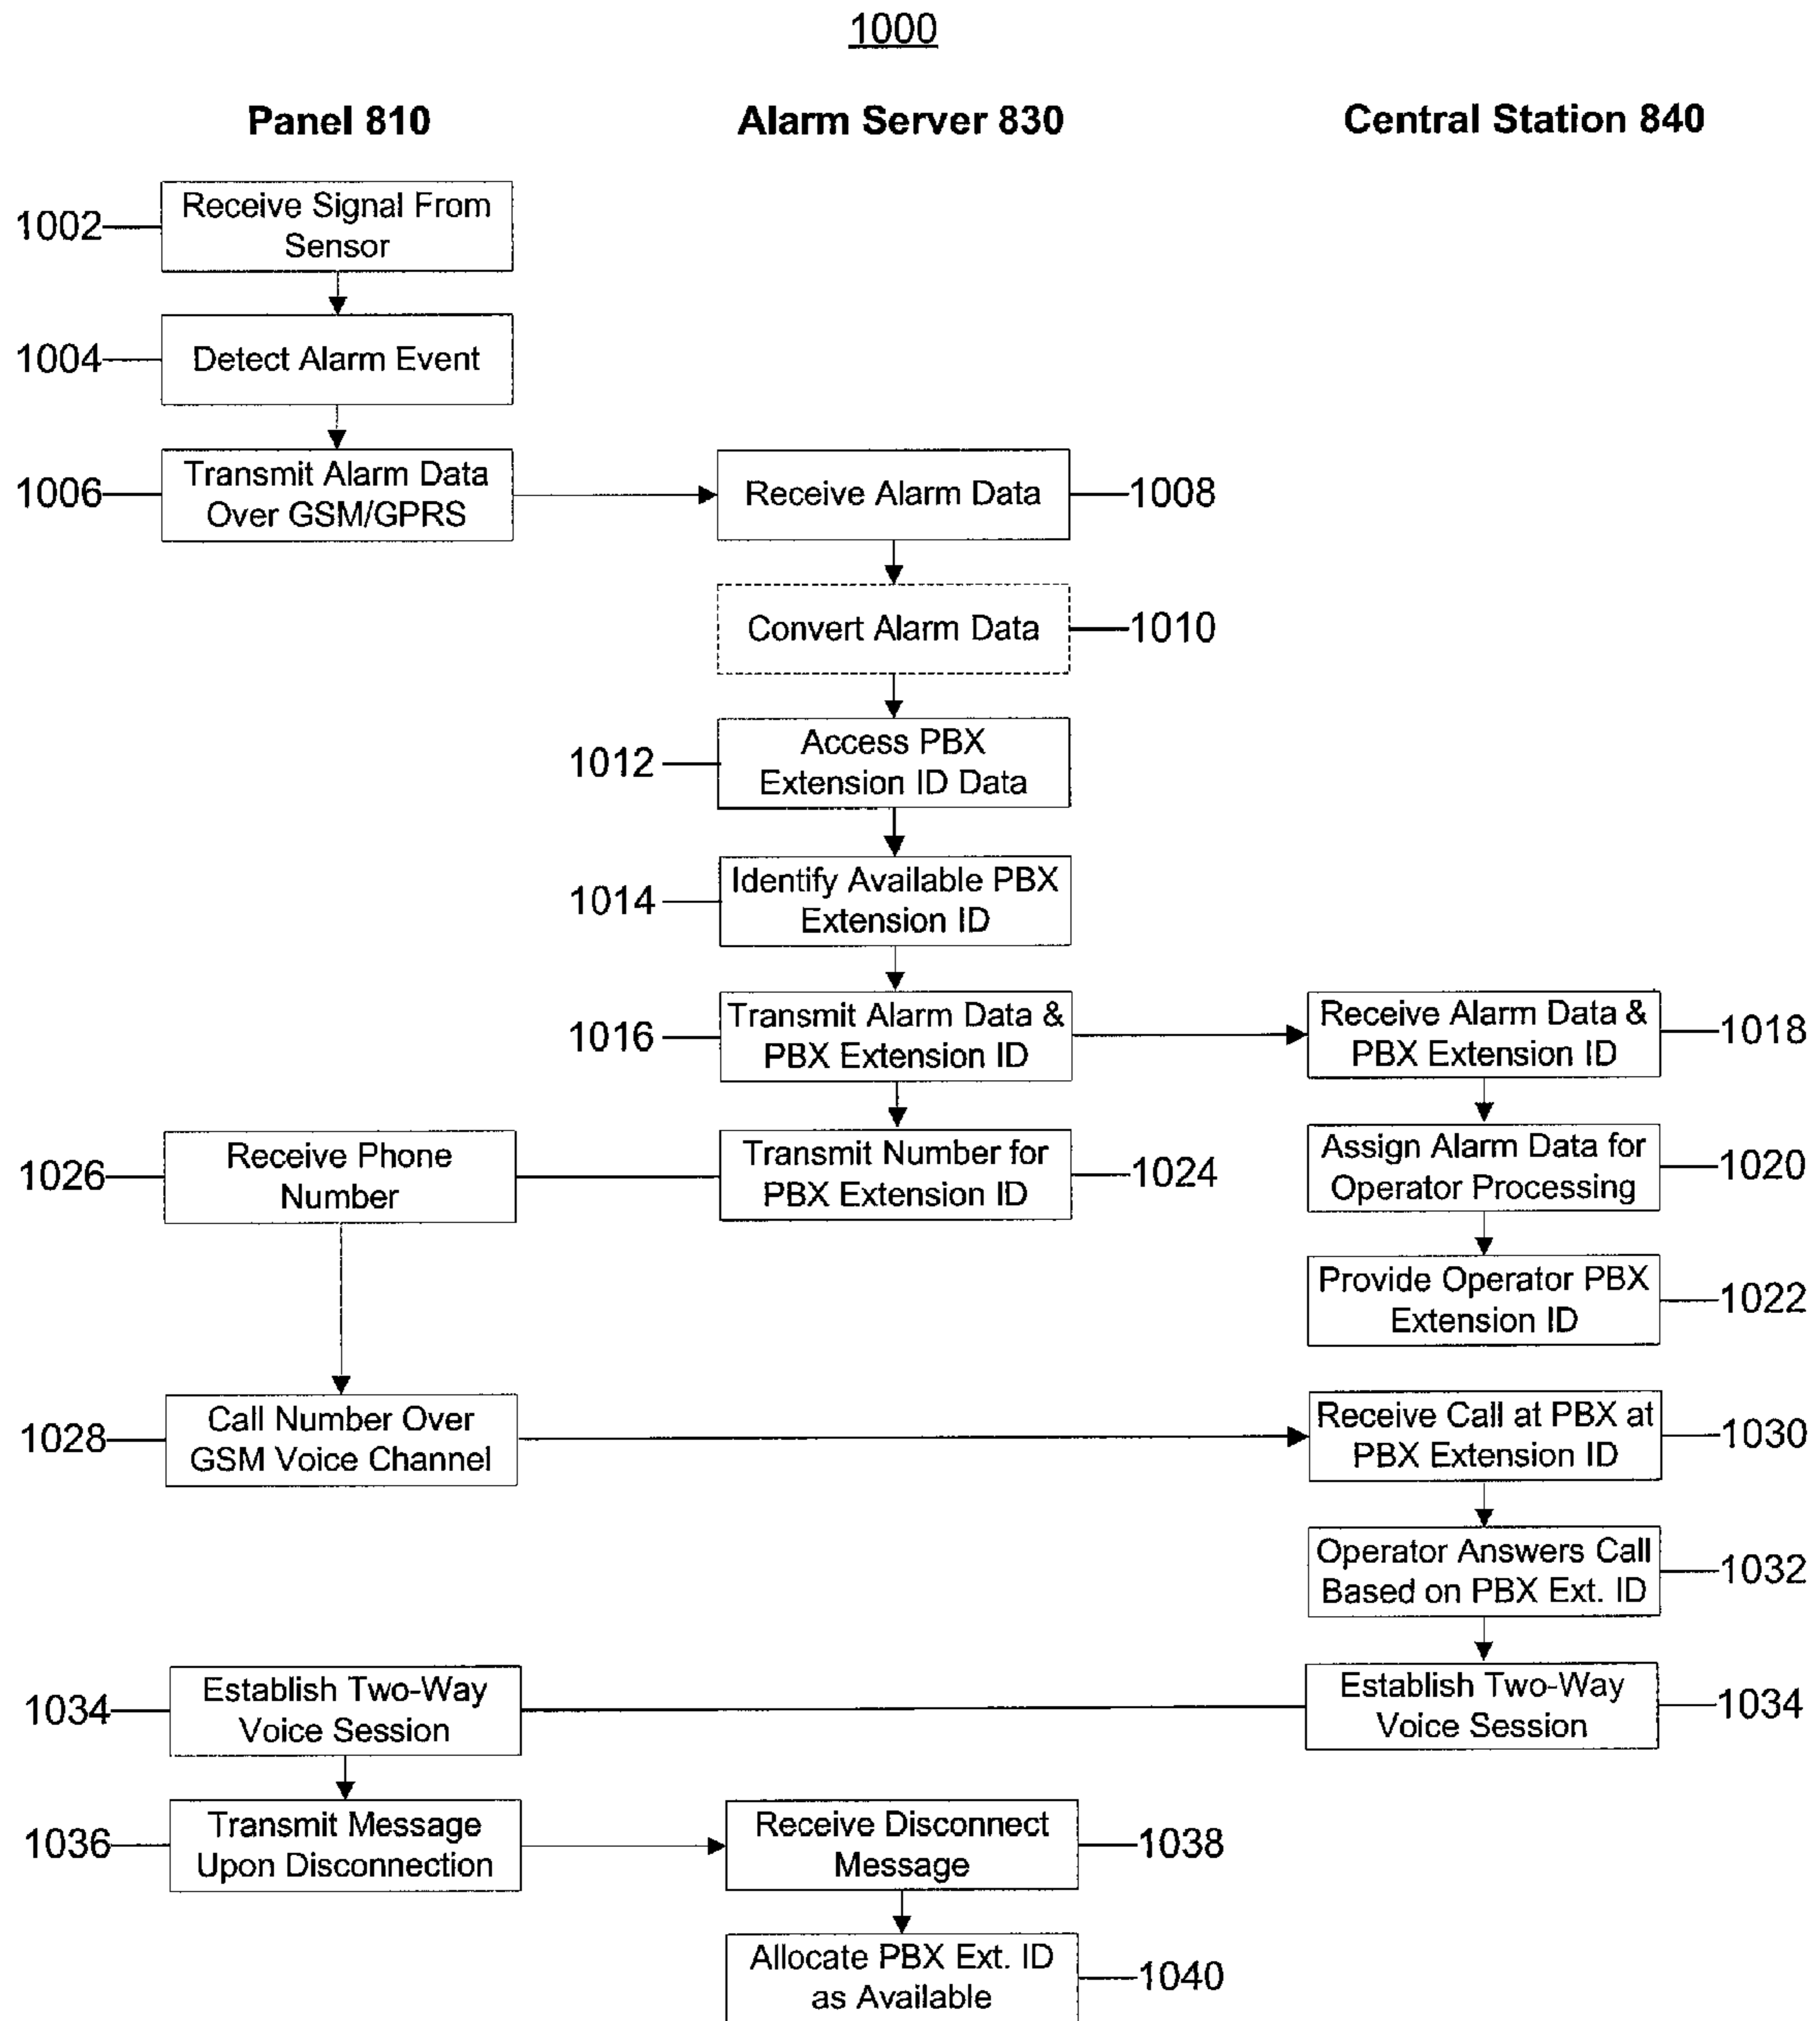 1000
Panel 810
Alarm Server 830
Central Station 840
1002
Receive Signal From
Sensor
1004
Detect Alarm Event
1006
Transmit Alarm Data
Over GSM/GPRS
Receive Alarm Data
1008
Convert Alarm Data
1010
1012
Access PBX
Extension ID Data
1014
Identify Available PBX
Extension ID
1016
Transmit Alarm Data &
PBX Extension ID
Receive Alarm Data &
PBX Extension ID
1018
Assign Alarm Data for
Operator Processing
1020
Provide Operator PBX
Extension ID
1022
Transmit Number for
PBX Extension ID
1024
1026
Receive Phone
Number
1028
Call Number Over
GSM Voice Channel
Receive Call at PBX at
PBX Extension ID
1030
Operator Answers Call
Based on PBX Ext. ID
1032
1034
Establish Two-Way
Voice Session
Establish Two-Way
Voice Session
1034
1036
Transmit Message
Upon Disconnection
Receive Disconnect
Message
1038
Allocate PBX Ext. ID
as Available
1040